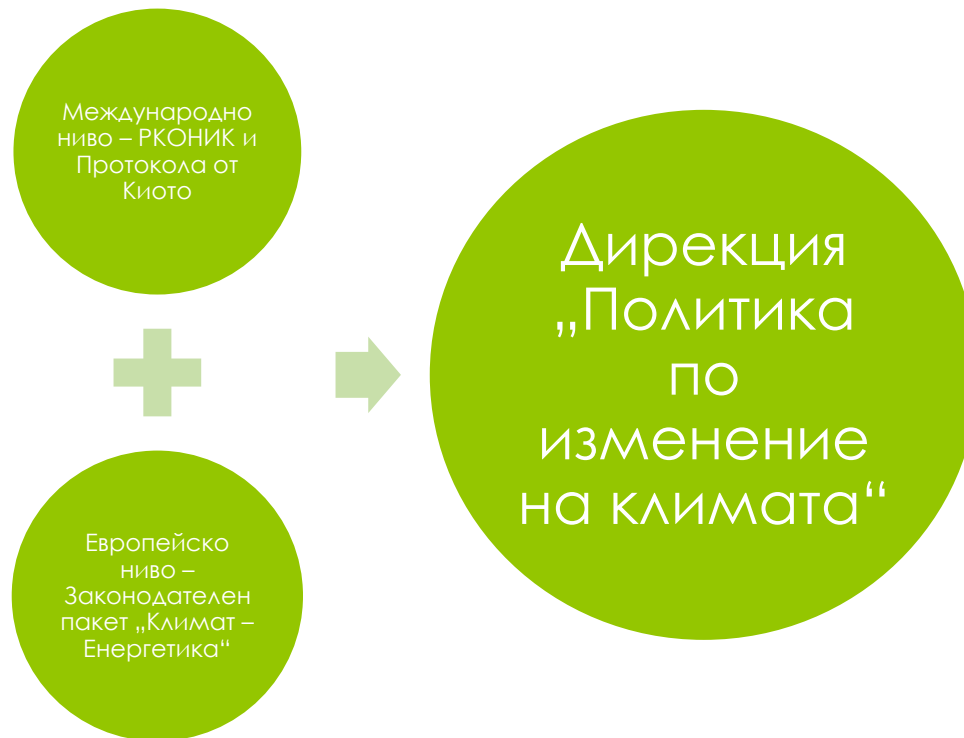 Международно
ниво – РКОНИК и
Протокола от
Киото
Европейско
ниво –
Законодателен
пакет „Климат –
Енергетика“
Дирекция
„Политика
по
изменение
на климата“